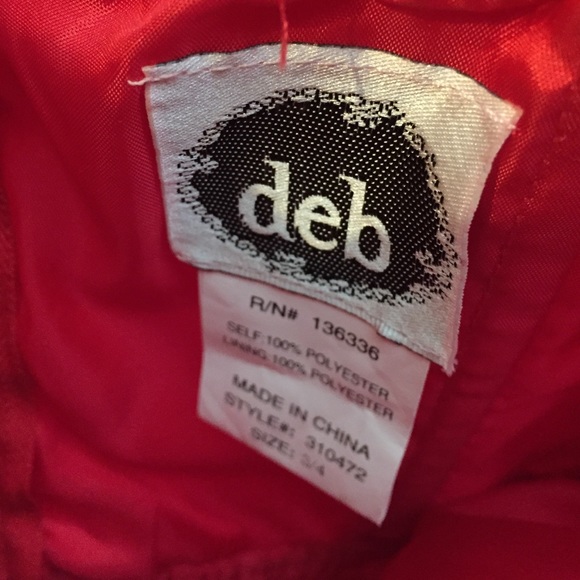 deb
R/N# 136336
SELF:100% POLYESTER
LINING:100% POLYESTER
MADE IN CHINA
STYLE#: 310472
SIZE: 3/4